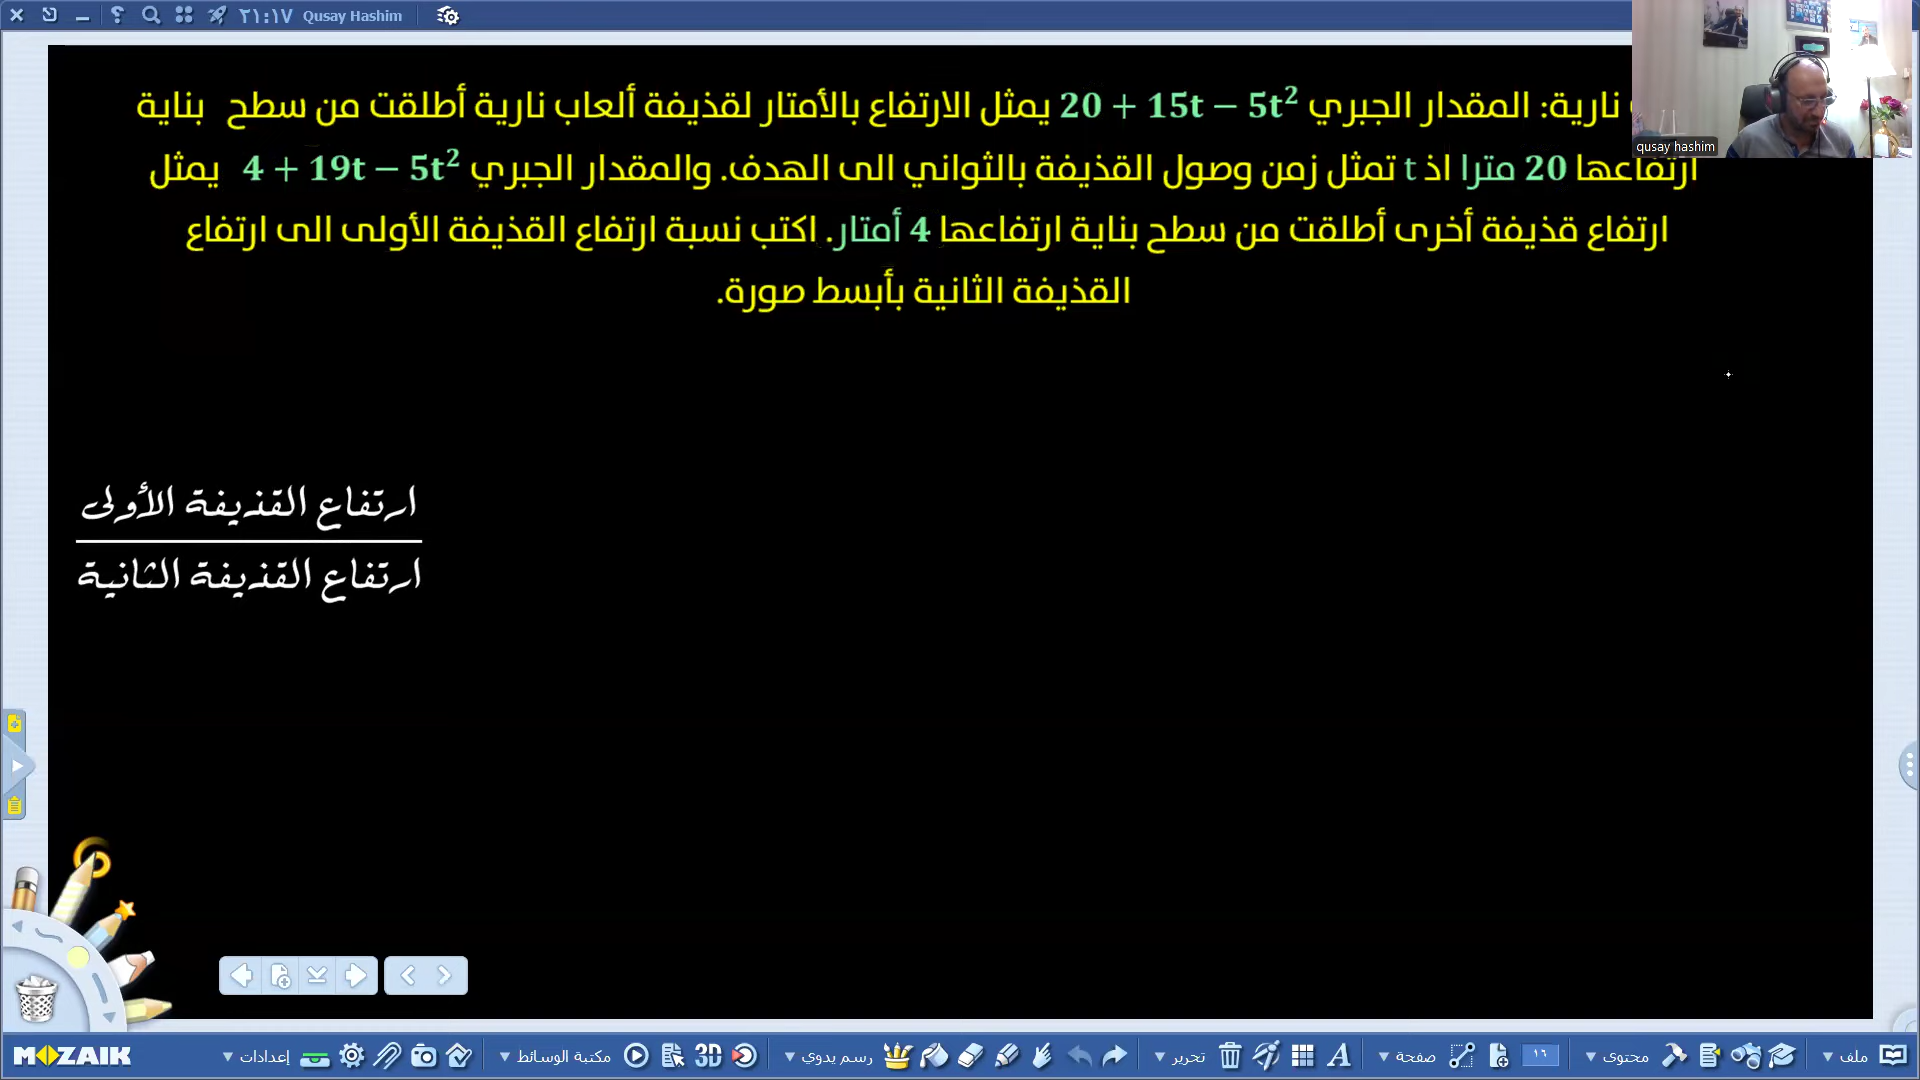 ٢١:١٧ Qusay Hashim
نارية: المقدار الجبري 20 + 15t − 5t² يمثل الارتفاع بالأمتار لقذيفة ألعاب نارية أطلقت من سطح بناية
ارتفاعها 20 مترا اذ t تمثل زمن وصول القذيفة بالثواني الى الهدف. والمقدار الجبري 4 + 19t − 5t² يمثل
ارتفاع قذيفة أخرى أطلقت من سطح بناية ارتفاعها 4 أمتار. اكتب نسبة ارتفاع القذيفة الأولى الى ارتفاع
القذيفة الثانية بأبسط صورة.
qusay hashim
ارتفاع القذيفة الأولى
ارتفاع القذيفة الثانية
ملف
محتوى
١٦
صفحة
تحرير
رسم يدوي
3D
مكتبة الوسائط
إعدادات
MOZAIK